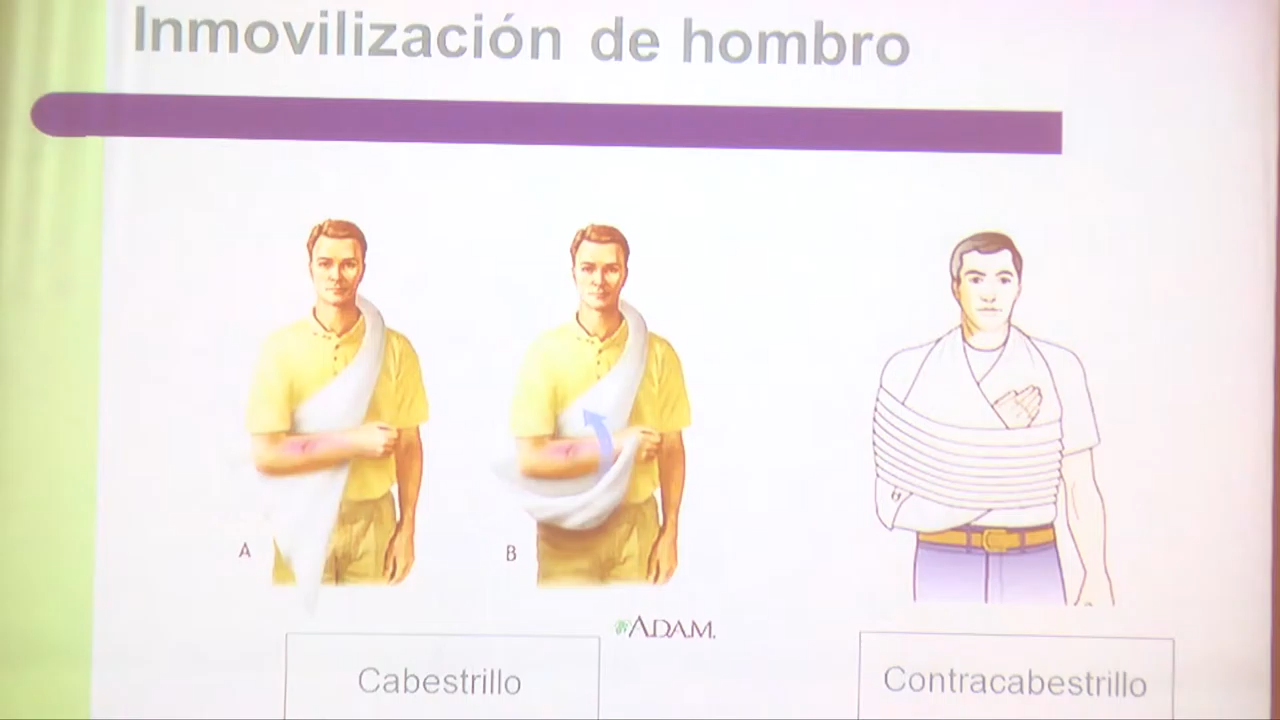 Inmovilización de hombro
A
B
ADAM.
Cabestrillo
Contracabestrillo